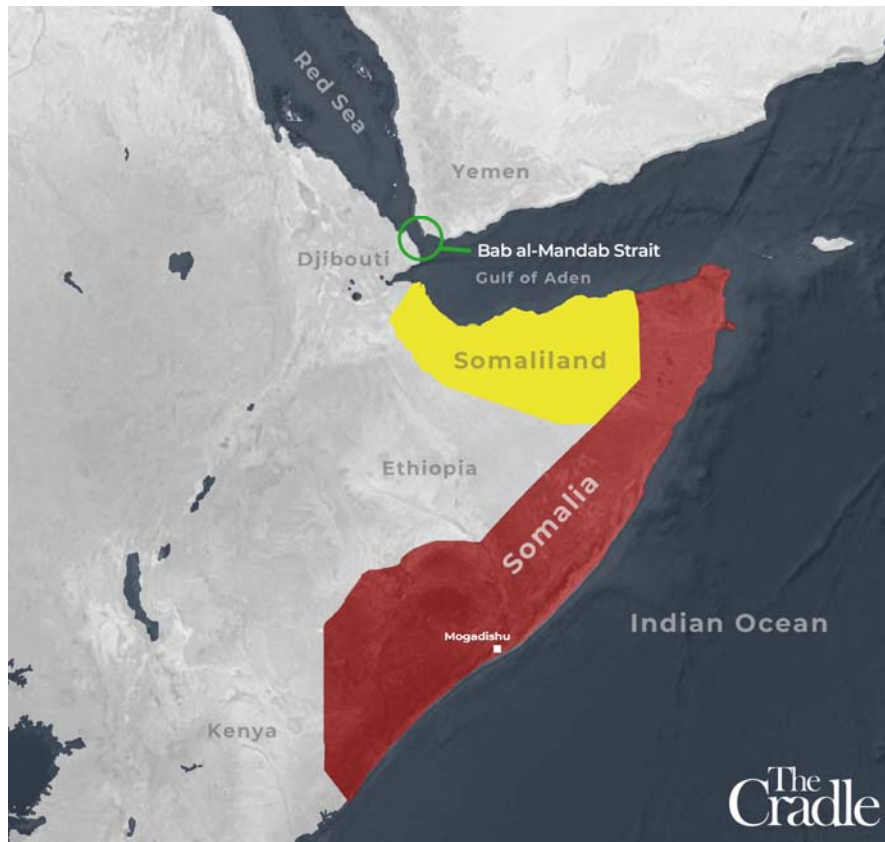 Red Sea
Yemen
Bab al-Mandab Strait
Djibouti
Gulf of Aden
Somaliland
Ethiopia
Somalia
Indian Ocean
Mogadishu
Kenya
The
Cradle